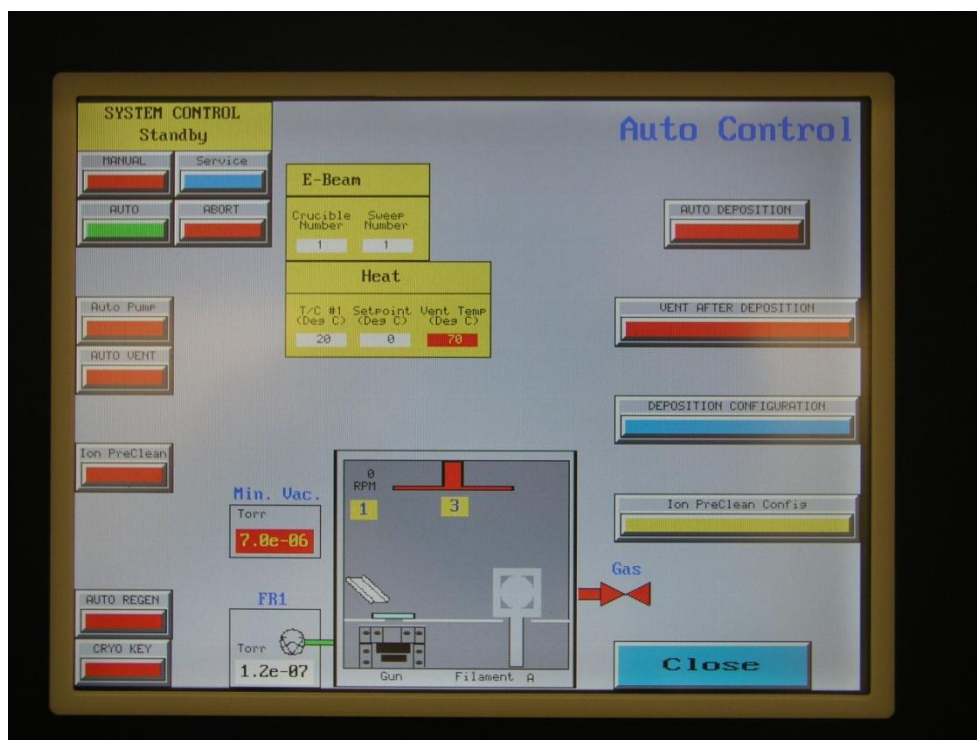 SYSTEM CONTROL
Standby
Auto Control
MANUAL
Service
AUTO
ABORT
E-Beam
Crucible Number
Sweep Number
1
1
AUTO DEPOSITION
Heat
T/C #1 (Deg C)
Setpoint (Deg C)
Vent Temp (Deg C)
20
0
70
Auto Pump
AUTO VENT
VENT AFTER DEPOSITION
DEPOSITION CONFIGURATION
Ion PreClean
Min. Vac.
Torr
7.0e-06
0
RPM
1
3
Ion PreClean Config
Gas
AUTO REGEN
CRYO KEY
FR1
Torr
1.2e-07
Gun
Filament A
Close